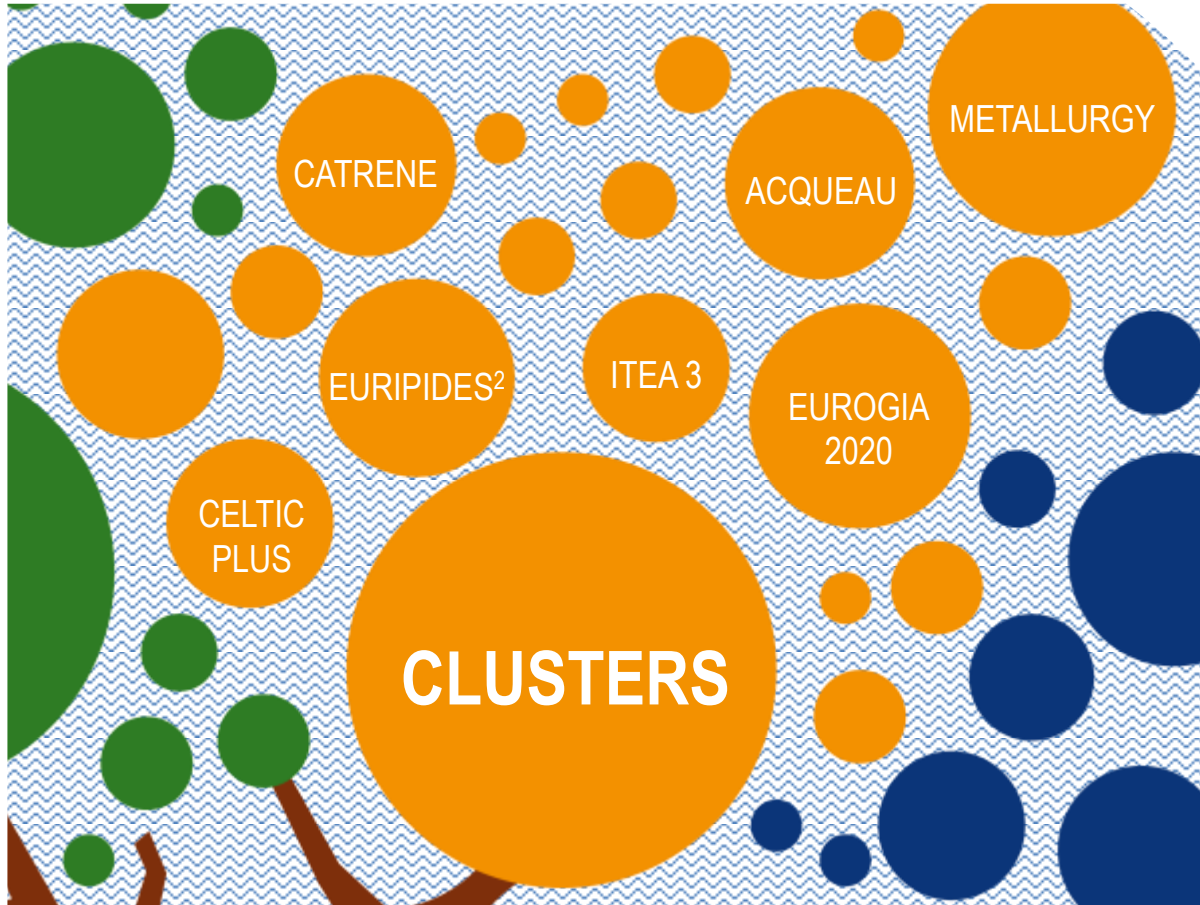 METALLURGY
CATRENE
ACQUEAU
ITEA 3
EURIPIDES²
EUROGIA
2020
CELTIC
PLUS
CLUSTERS